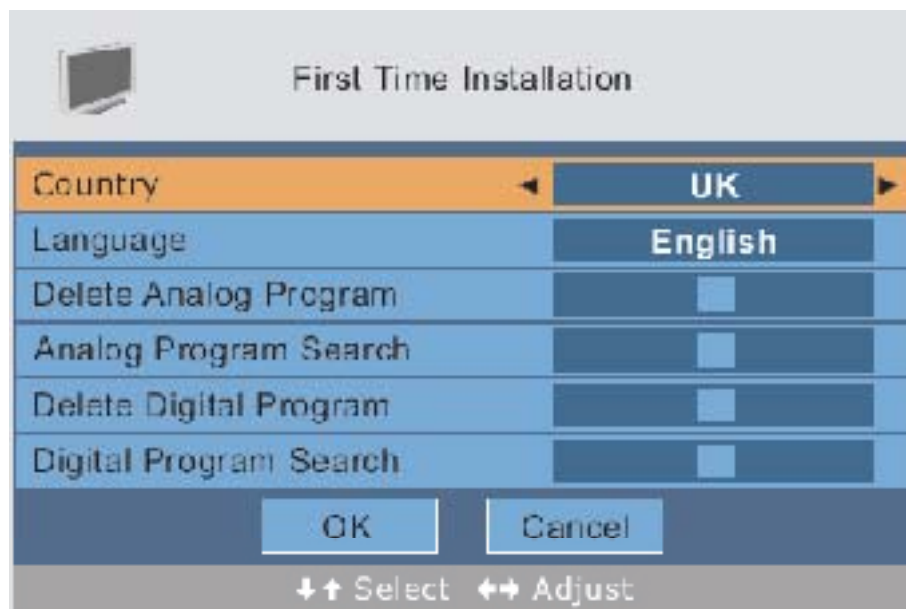 First Time Installation
Country ◄ UK ►
Language English
Delete Analog Program
Analog Program Search
Delete Digital Program
Digital Program Search
OK Cancel
↓↑ Select ←→ Adjust